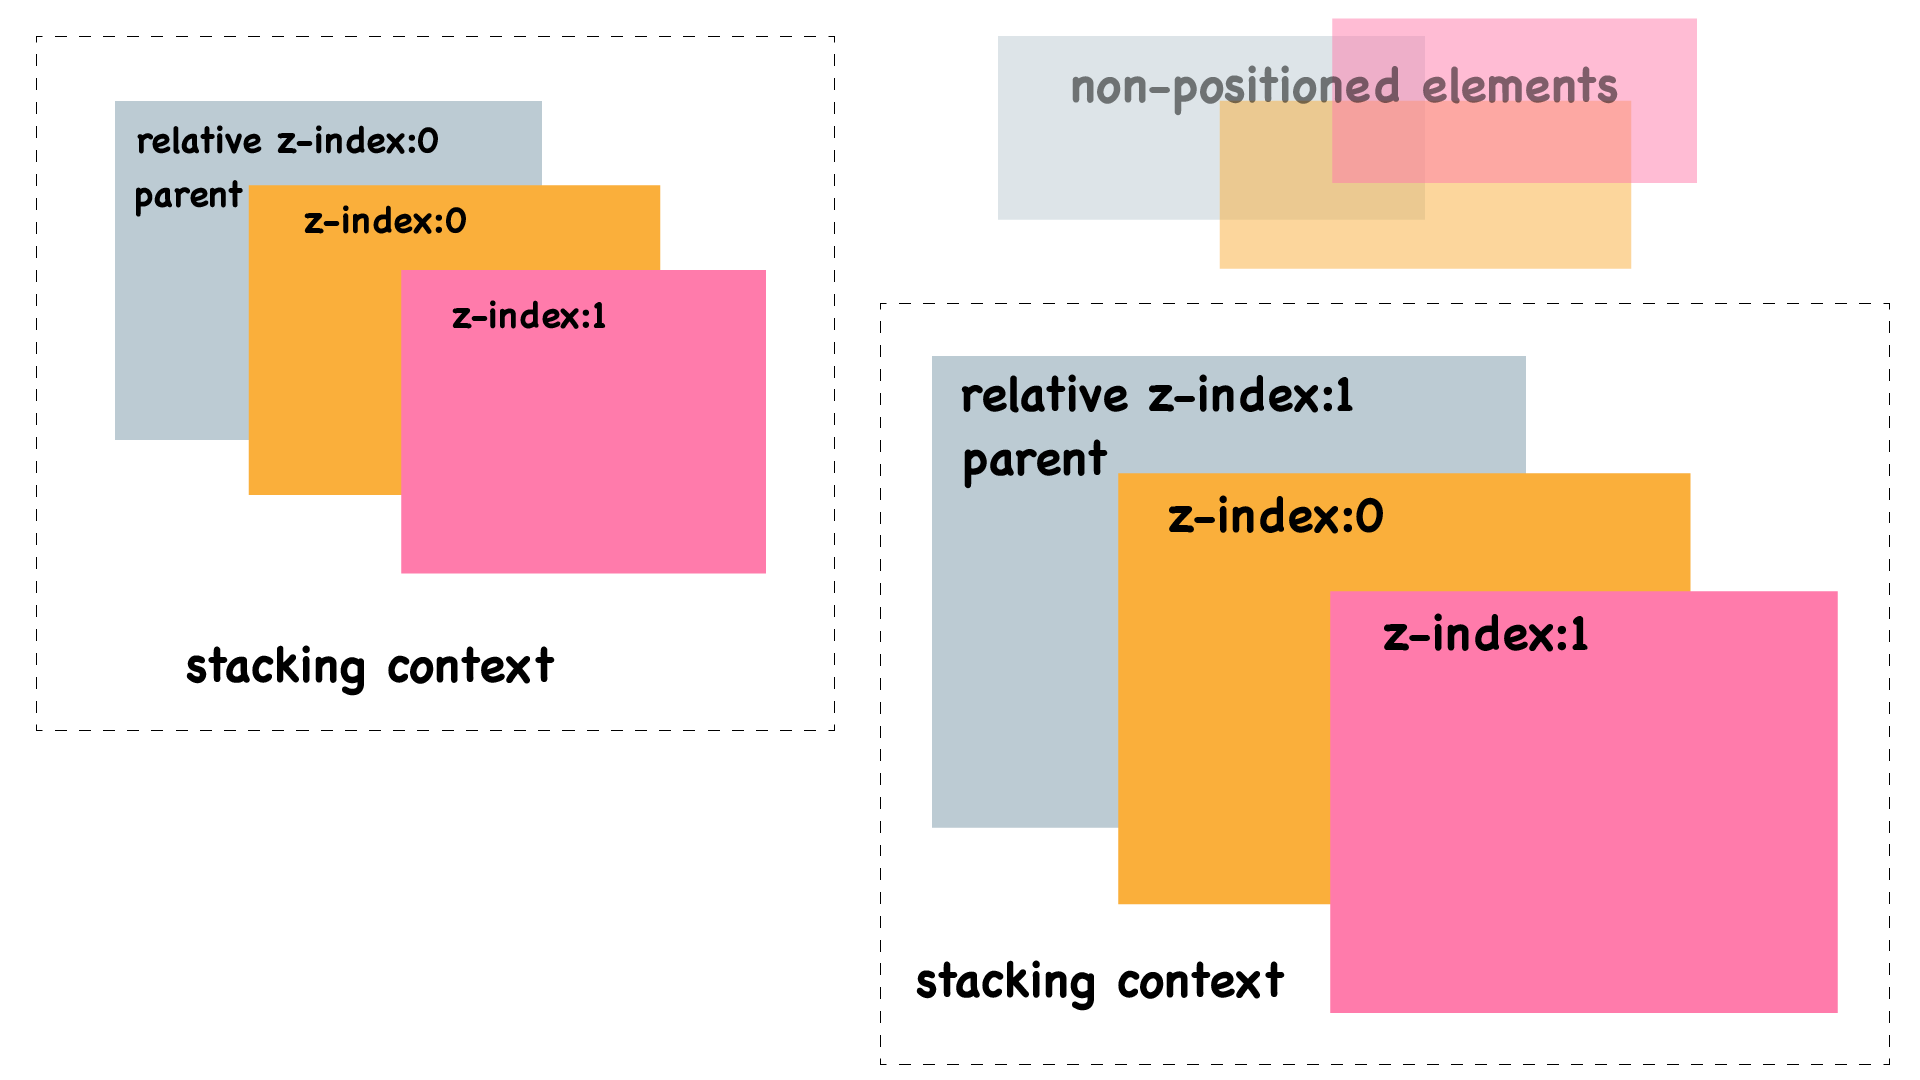 relative z-index:0
parent
z-index:0
z-index:1
stacking context
non-positioned elements
relative z-index:1
parent
z-index:0
z-index:1
stacking context